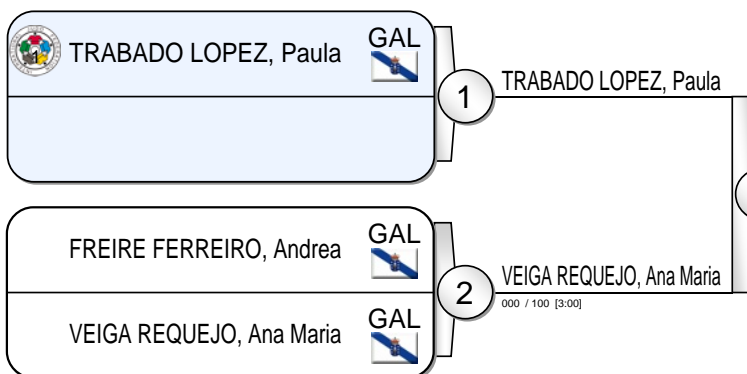 1
TRABADO LOPEZ, Paula
GAL
1
TRABADO LOPEZ, Paula
FREIRE FERREIRO, Andrea
GAL
2
VEIGA REQUEJO, Ana Maria
000 / 100 [3:00]
VEIGA REQUEJO, Ana Maria
GAL